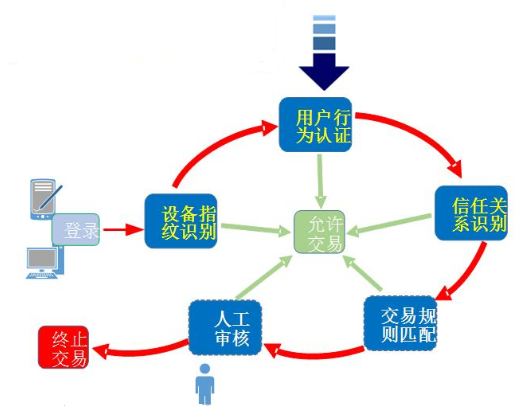 用户行
为认证
设备指
纹识别
信任关
系识别
登录
允许
交易
交易规
则匹配
人工
审核
终止
交易